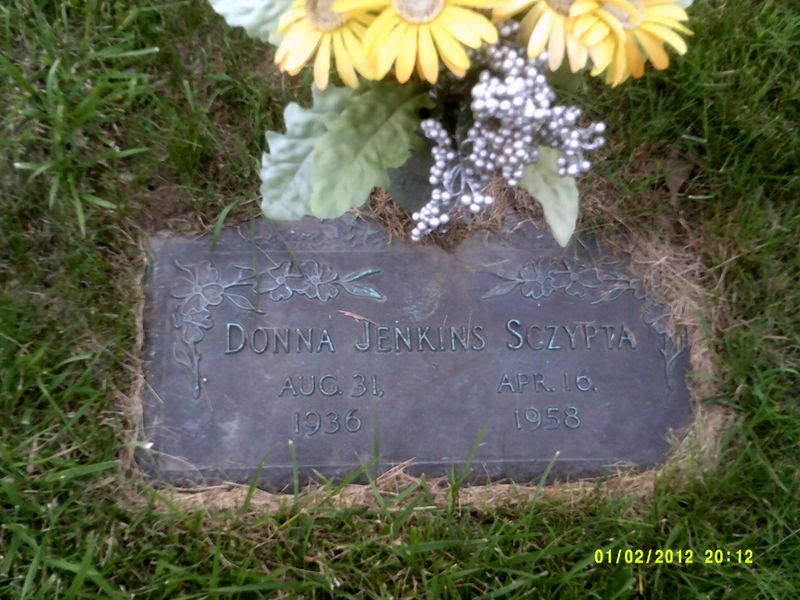 DONNA JENKINS SCZYPTA
AUG. 31, APR. 16,
1936 1958
01/02/2012 20:12